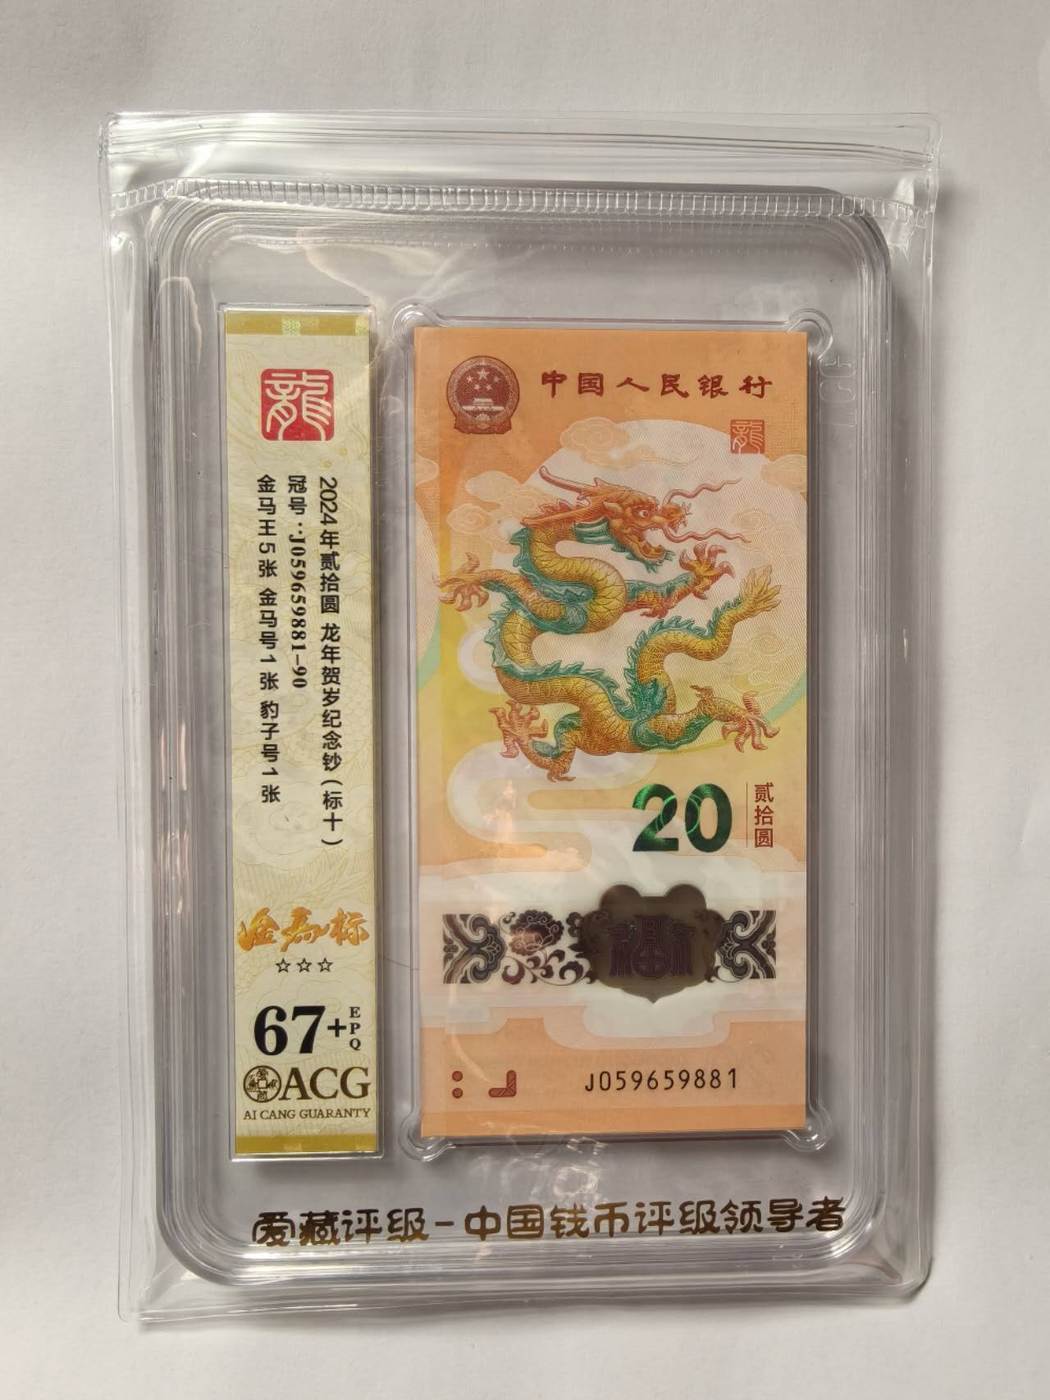 龍
2024年贰拾圆 龙年贺岁纪念钞（标十）
冠号：J059659881-90
金马王5张 金马号1张 豹子号1张
金马标
☆☆☆
67+EPQ
ACG
AI CANG GUARANTY
中国人民银行
龍
20 贰拾圆
福
J059659881
爱藏评级-中国钱币评级领导者